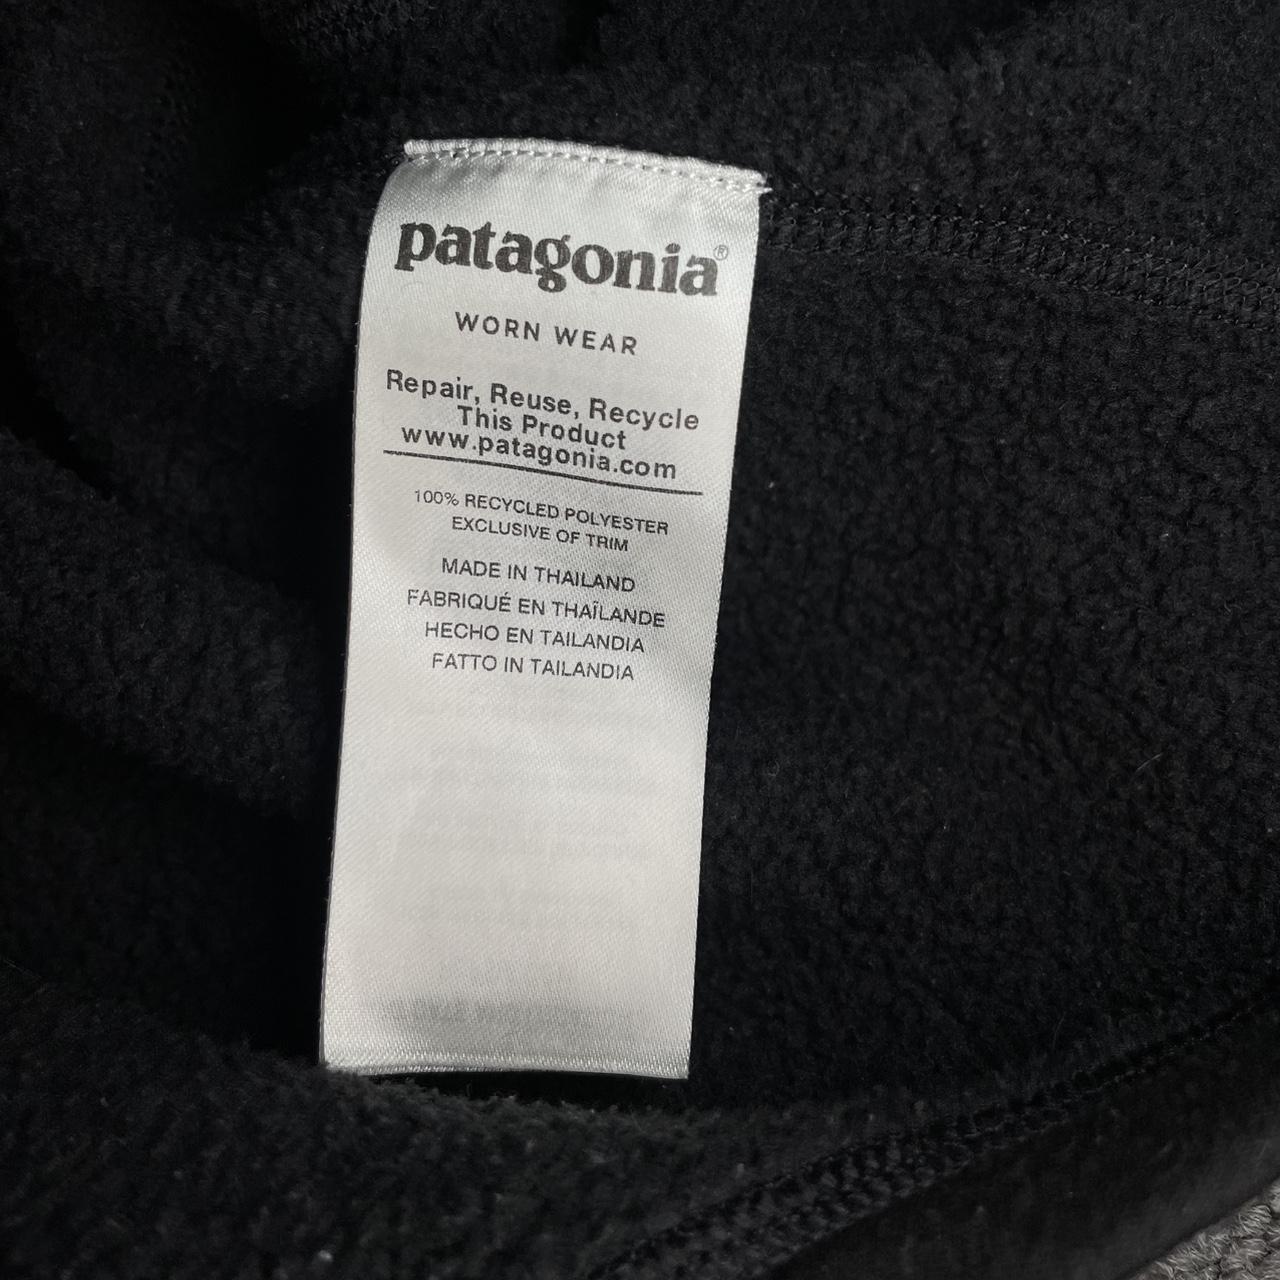 patagonia®
WORN WEAR
Repair, Reuse, Recycle
This Product
www.patagonia.com
100% RECYCLED POLYESTER
EXCLUSIVE OF TRIM
MADE IN THAILAND
FABRIQUÉ EN THAÏLANDE
HECHO EN TAILANDIA
FATTO IN TAILANDIA